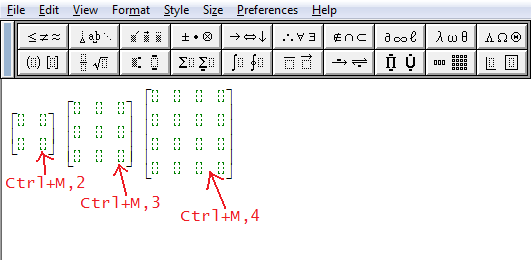 File Edit View Format Style Size Preferences Help
≤ ≠ ≈ ± • ⊗ → ⇔ ↓ ∴ ∀ ∃ ∉ ∩ ⊂ ∂ ∞ ℓ λ ω θ Λ Ω Θ
Ctrl+M,2
Ctrl+M,3
Ctrl+M,4